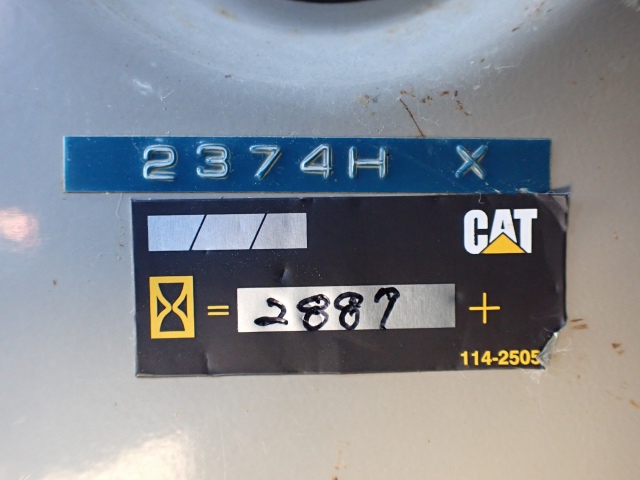 2374H X
CAT
= 2887 +
114-2505